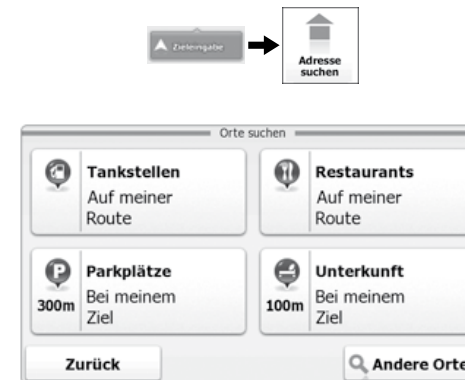 Zieleingabe
Adresse
suchen
Orte suchen
Tankstellen
Auf meiner
Route
Restaurants
Auf meiner
Route
300m
Parkplätze
Bei meinem
Ziel
100m
Unterkunft
Bei meinem
Ziel
Zurück
Andere Orte